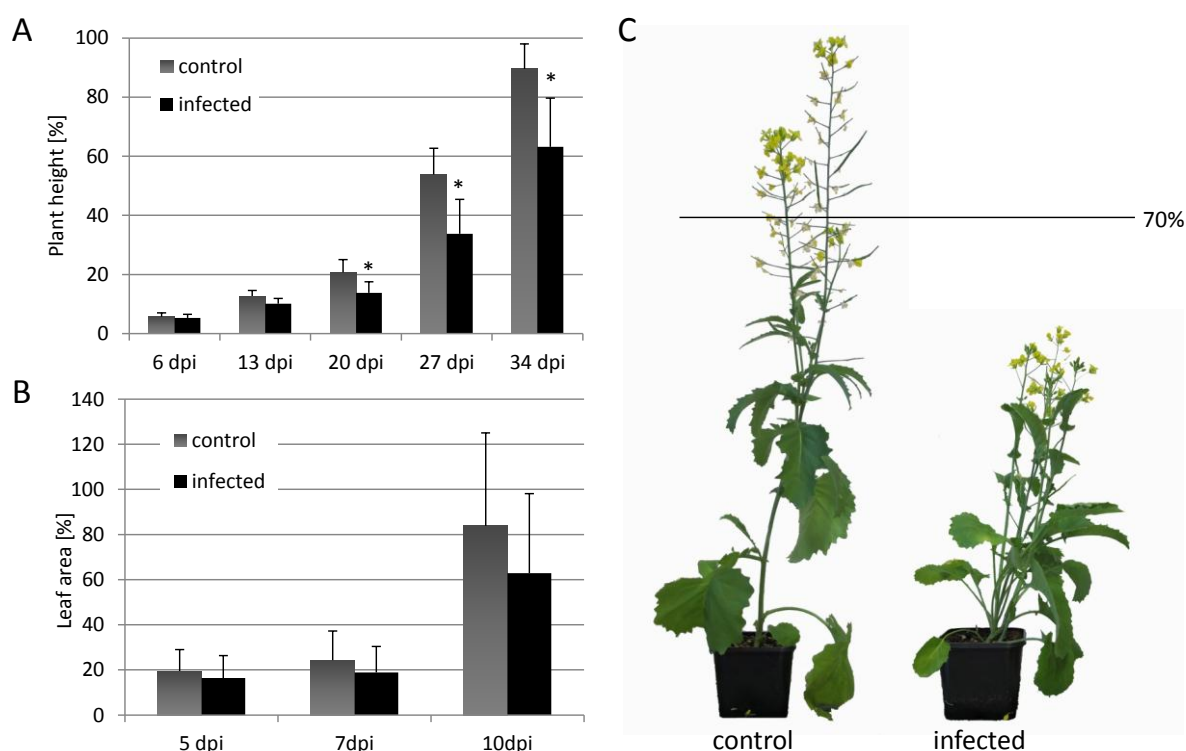 A
Plant height [%]
100
80
60
40
20
0
control
infected
*
*
*
6 dpi
13 dpi
20 dpi
27 dpi
34 dpi
B
Leaf area [%]
140
120
100
80
60
40
20
0
control
infected
5 dpi
7dpi
10dpi
C
70%
control
infected